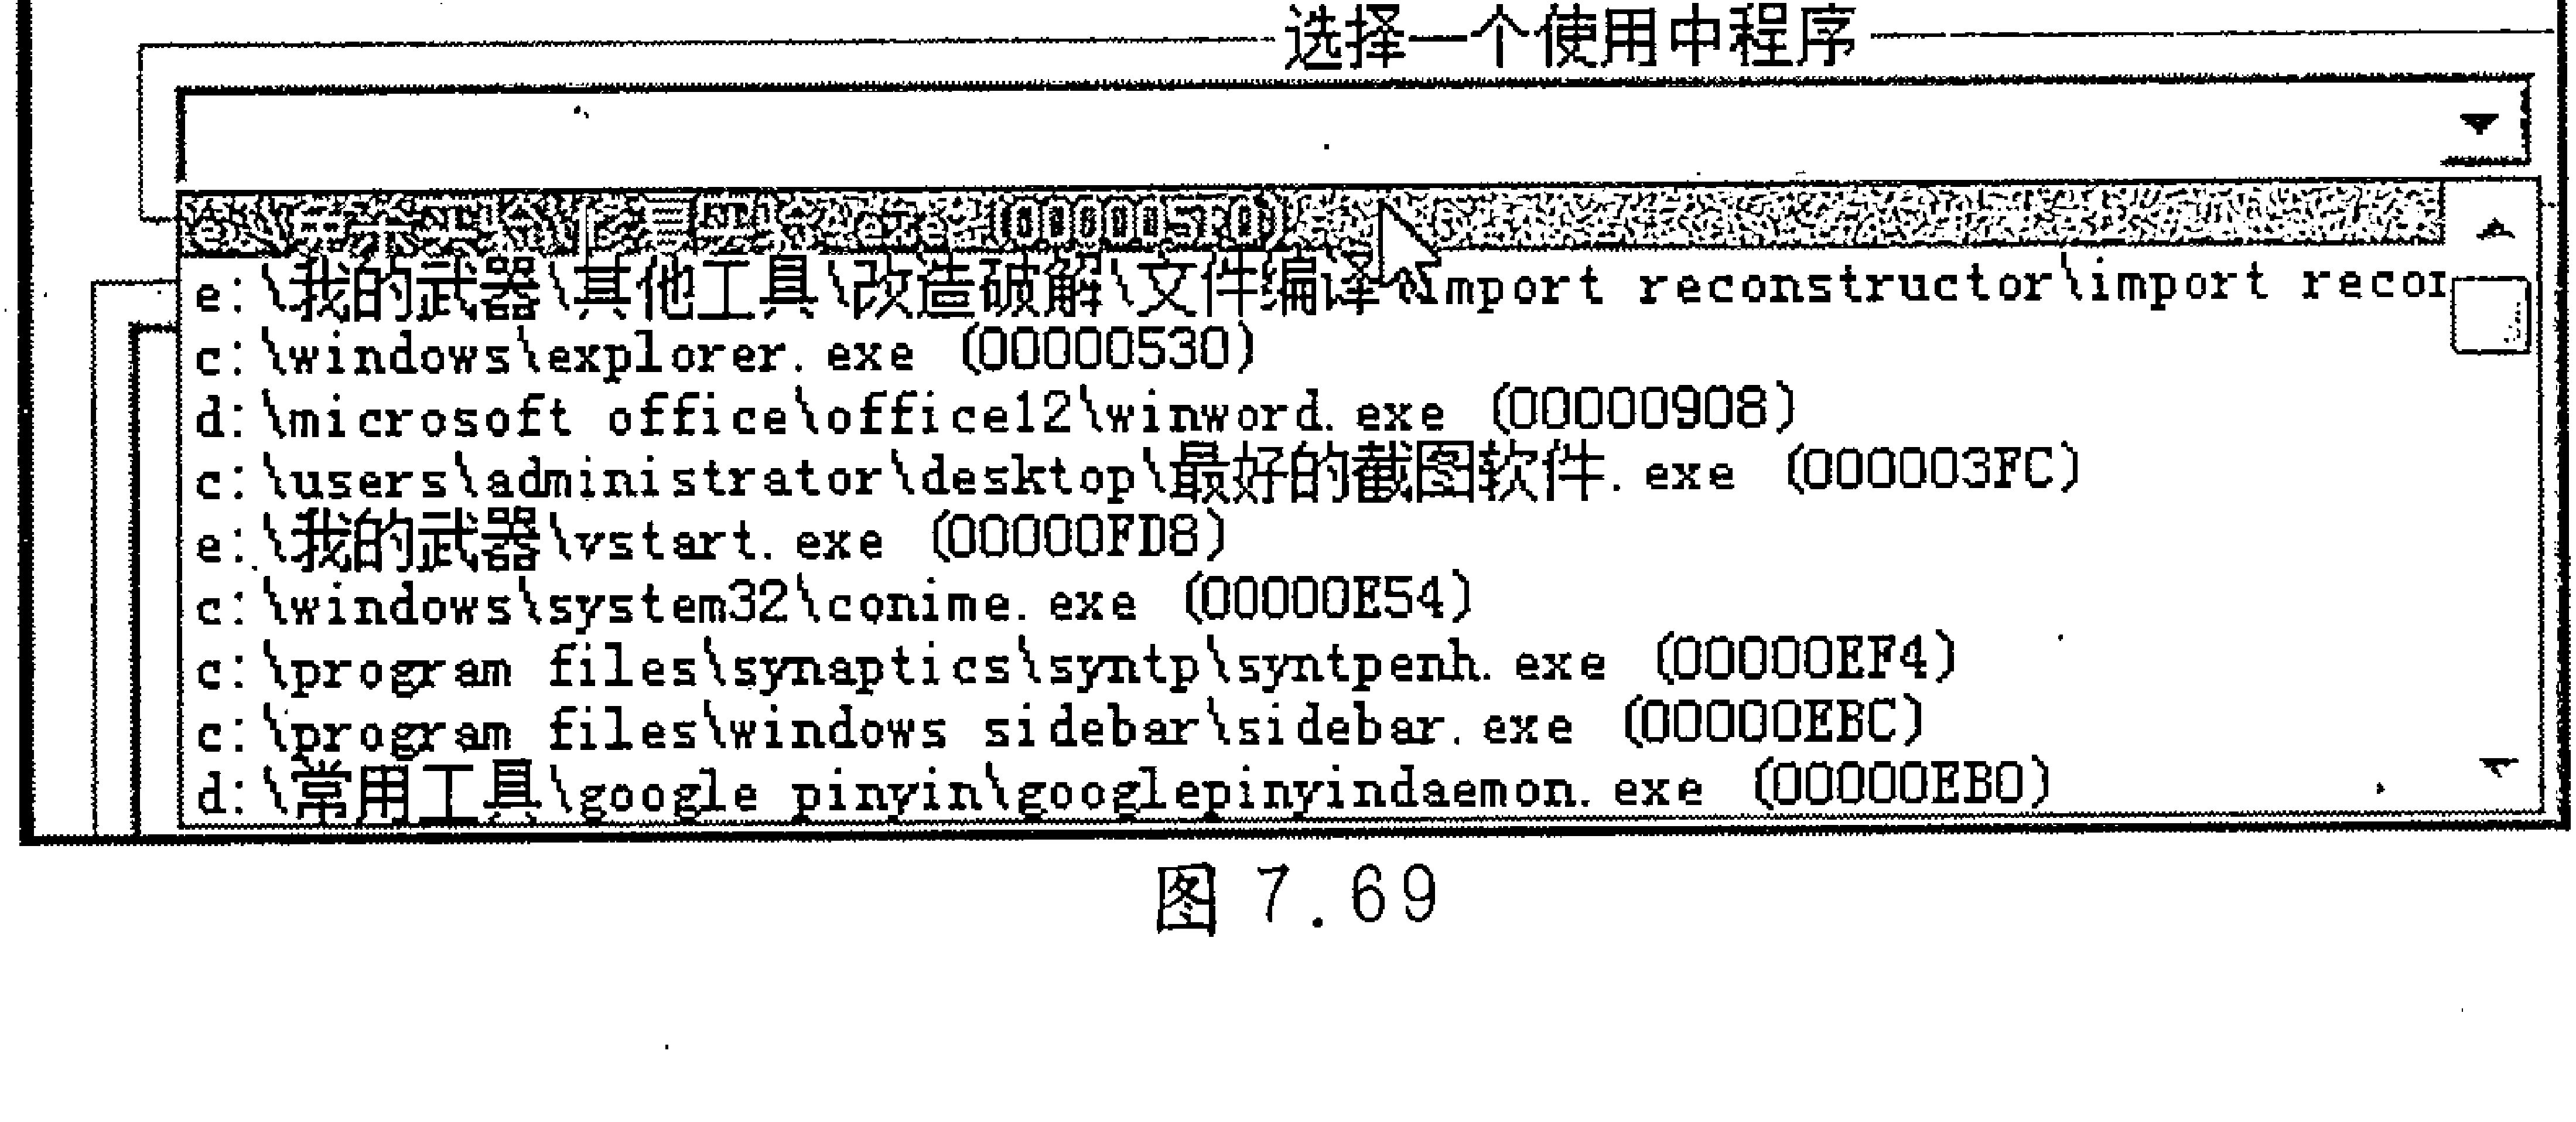 选择一个使用中程序
e:\我的武器\其他工具\改造破解\文件编译\import reconstructor\import recor
c:\windows\explorer.exe (00000530)
d:\microsoft office\office12\winword.exe (00000908)
c:\users\administrator\desktop\最好的截图软件.exe (000003FC)
e:\我的武器\vstart.exe (00000FD8)
c:\windows\system32\conime.exe (00000E54)
c:\program files\synaptics\syntp\syntpenh.exe (00000EF4)
c:\program files\windows sidebar\sidebar.exe (00000EBC)
d:\常用工具\google pinyin\googlepinyindaemon.exe (00000EB0)
图 7.69